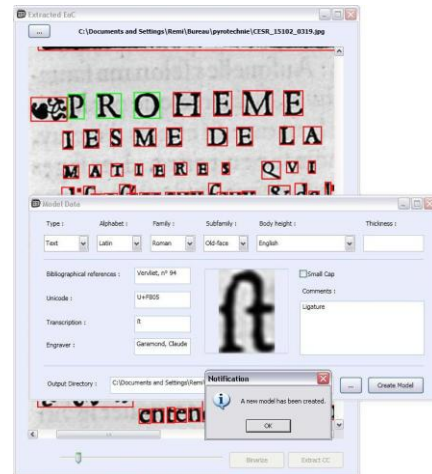 Extracted EoC
...
C:\Documents and Settings\Remi\Bureau\pyrotechnie\CESR_15102_0319.jpg
PROHEME
IESME DE LA
MATIERES QVI
Model Data
Type : Alphabet : Family : Subfamily : Body height : Thickness :
Text Latin Roman Old-face English
Bibliographical references : Vervliet, n° 94
Small Cap
Comments :
Unicode : U+FB05
Ligature
Transcription : ft
Engraver : Garamond, Claude
Output Directory : C:\Documents and Settings\Remi
... Create Model
Notification
A new model has been created.
OK
enten
Binarize Extract CC